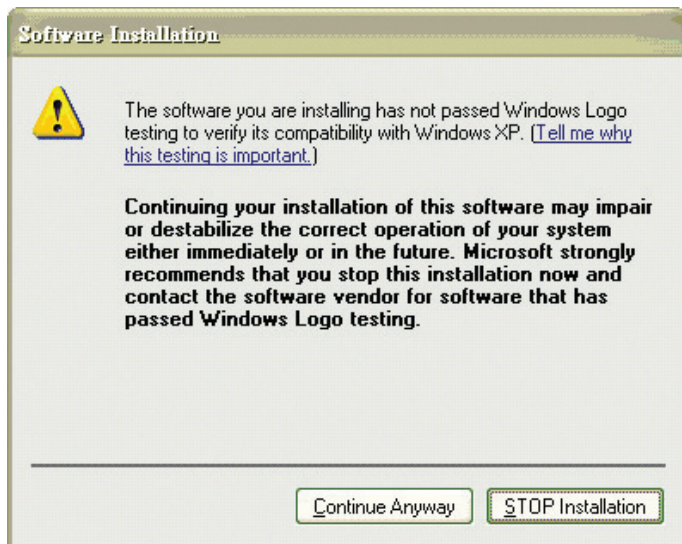 Software Installation
The software you are installing has not passed Windows Logo
testing to verify its compatibility with Windows XP. (Tell me why
this testing is important.)
Continuing your installation of this software may impair
or destabilize the correct operation of your system
either immediately or in the future. Microsoft strongly
recommends that you stop this installation now and
contact the software vendor for software that has
passed Windows Logo testing.
Continue Anyway
STOP Installation